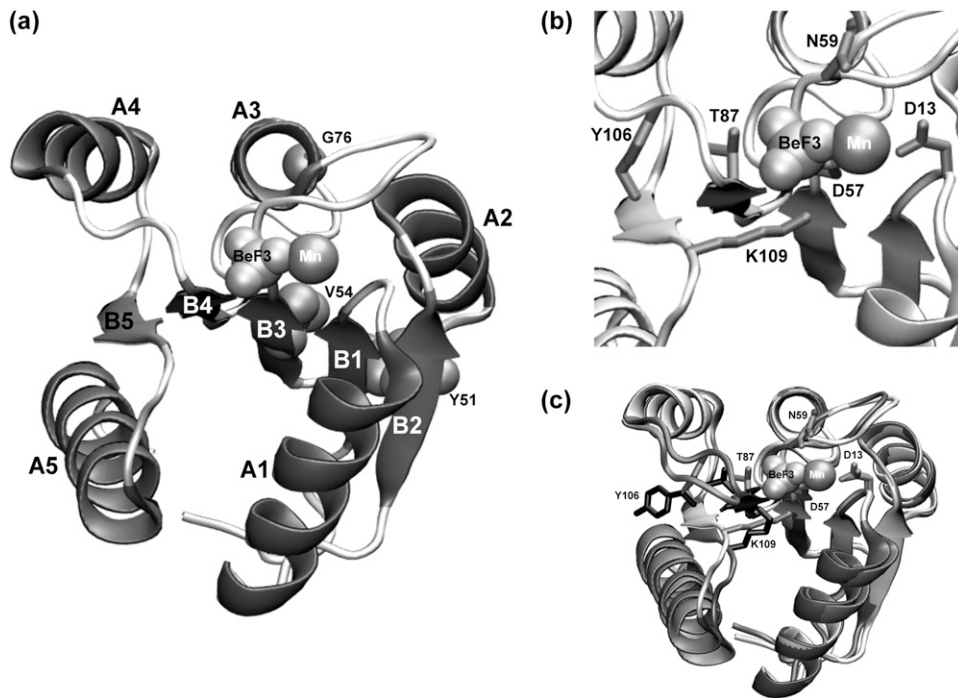 (a)
A4
A3
G76
A2
BeF3
Mn
B4
V54
B5
B3
B1
Y51
B2
A5
A1
(b)
N59
D13
T87
Y106
BeF3
Mn
D57
K109
(c)
N59
T87
D13
BeF3
Mn
Y106
D57
K109